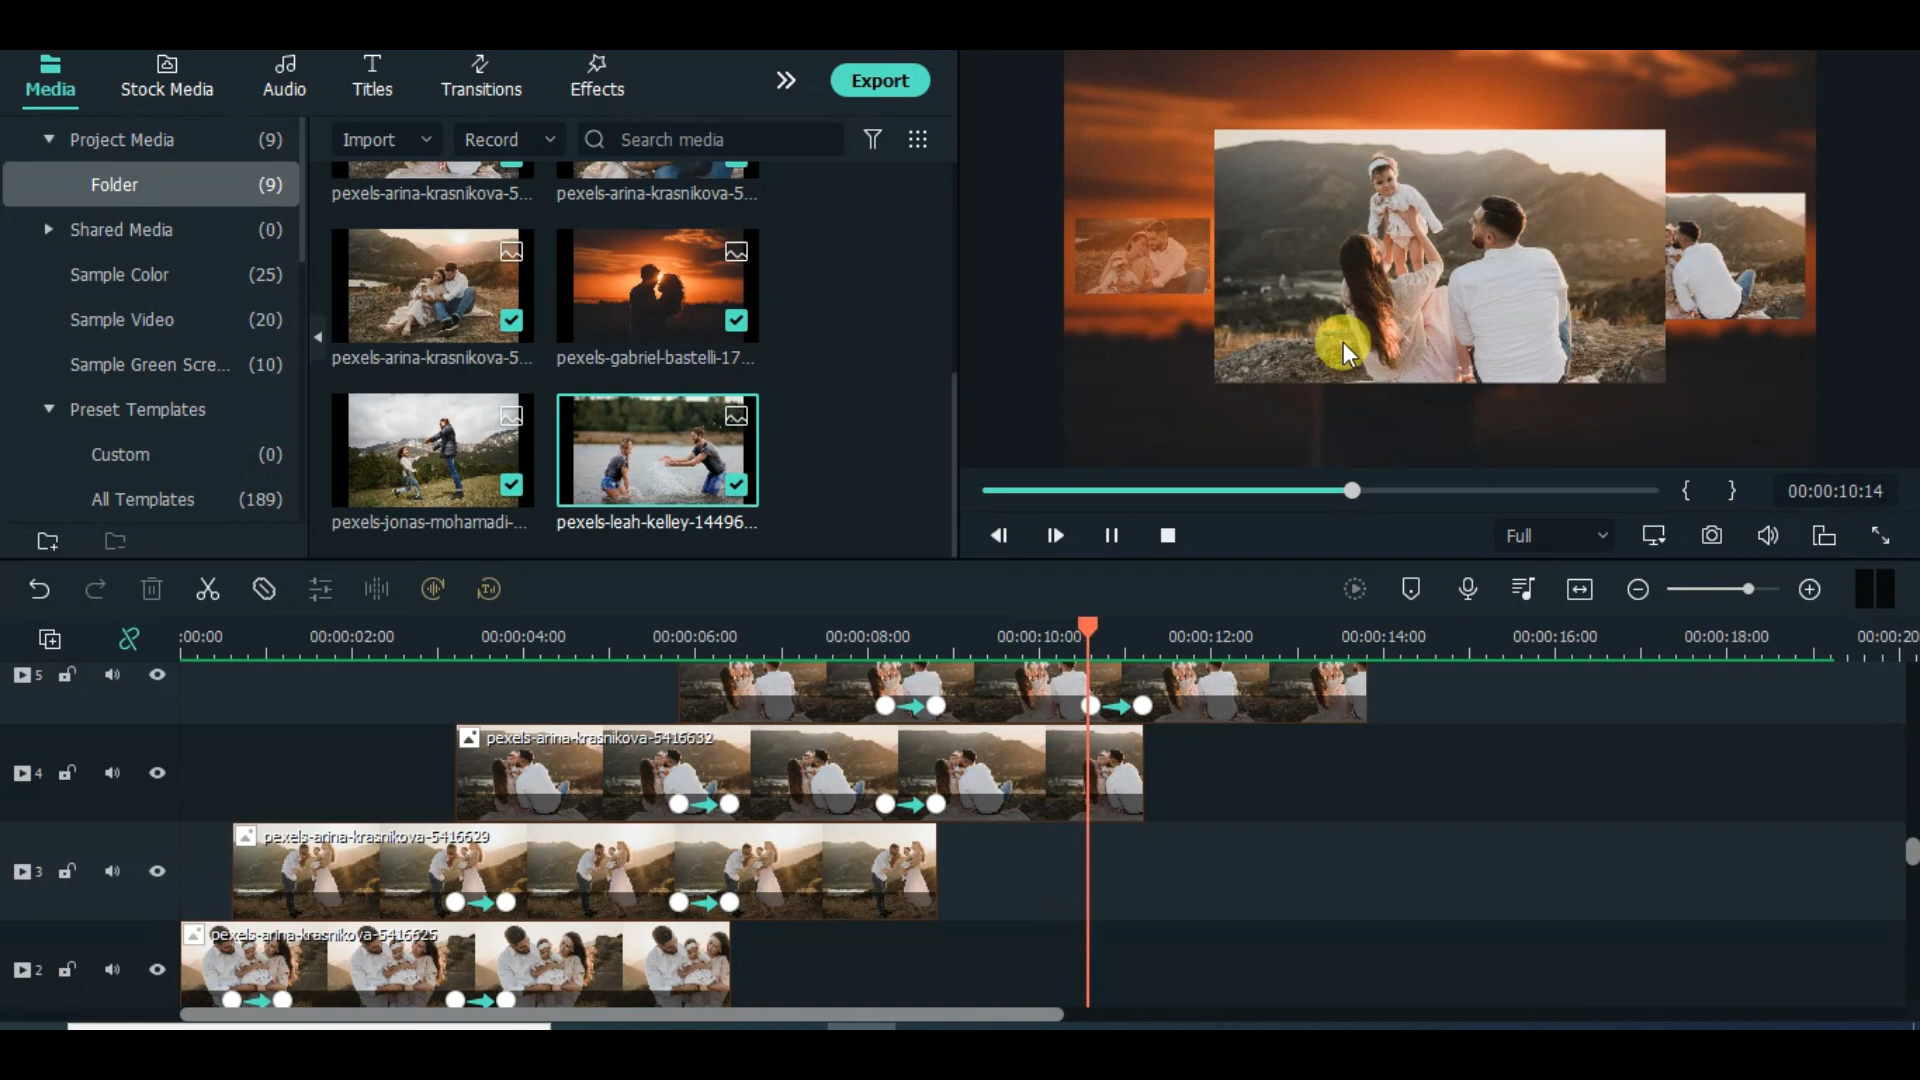 Media
Stock Media
Audio
Titles
Transitions
Effects
Export
Project Media (9)
Folder (9)
Shared Media (0)
Sample Color (25)
Sample Video (20)
Sample Green Scre... (10)
Preset Templates
Custom (0)
All Templates (189)
Import
Record
Search media
pexels-arina-krasnikova-5...
pexels-arina-krasnikova-5...
pexels-arina-krasnikova-5...
pexels-gabriel-bastelli-17...
pexels-jonas-mohamadi-...
pexels-leah-kelley-14496...
{ }
00:00:10:14
Full
:00:00
00:00:02:00
00:00:04:00
00:00:06:00
00:00:08:00
00:00:10:00
00:00:12:00
00:00:14:00
00:00:16:00
00:00:18:00
00:00:20
5
4
pexels-arina-krasnikova-5416632
3
pexels-arina-krasnikova-5416629
2
pexels-arina-krasnikova-5416625